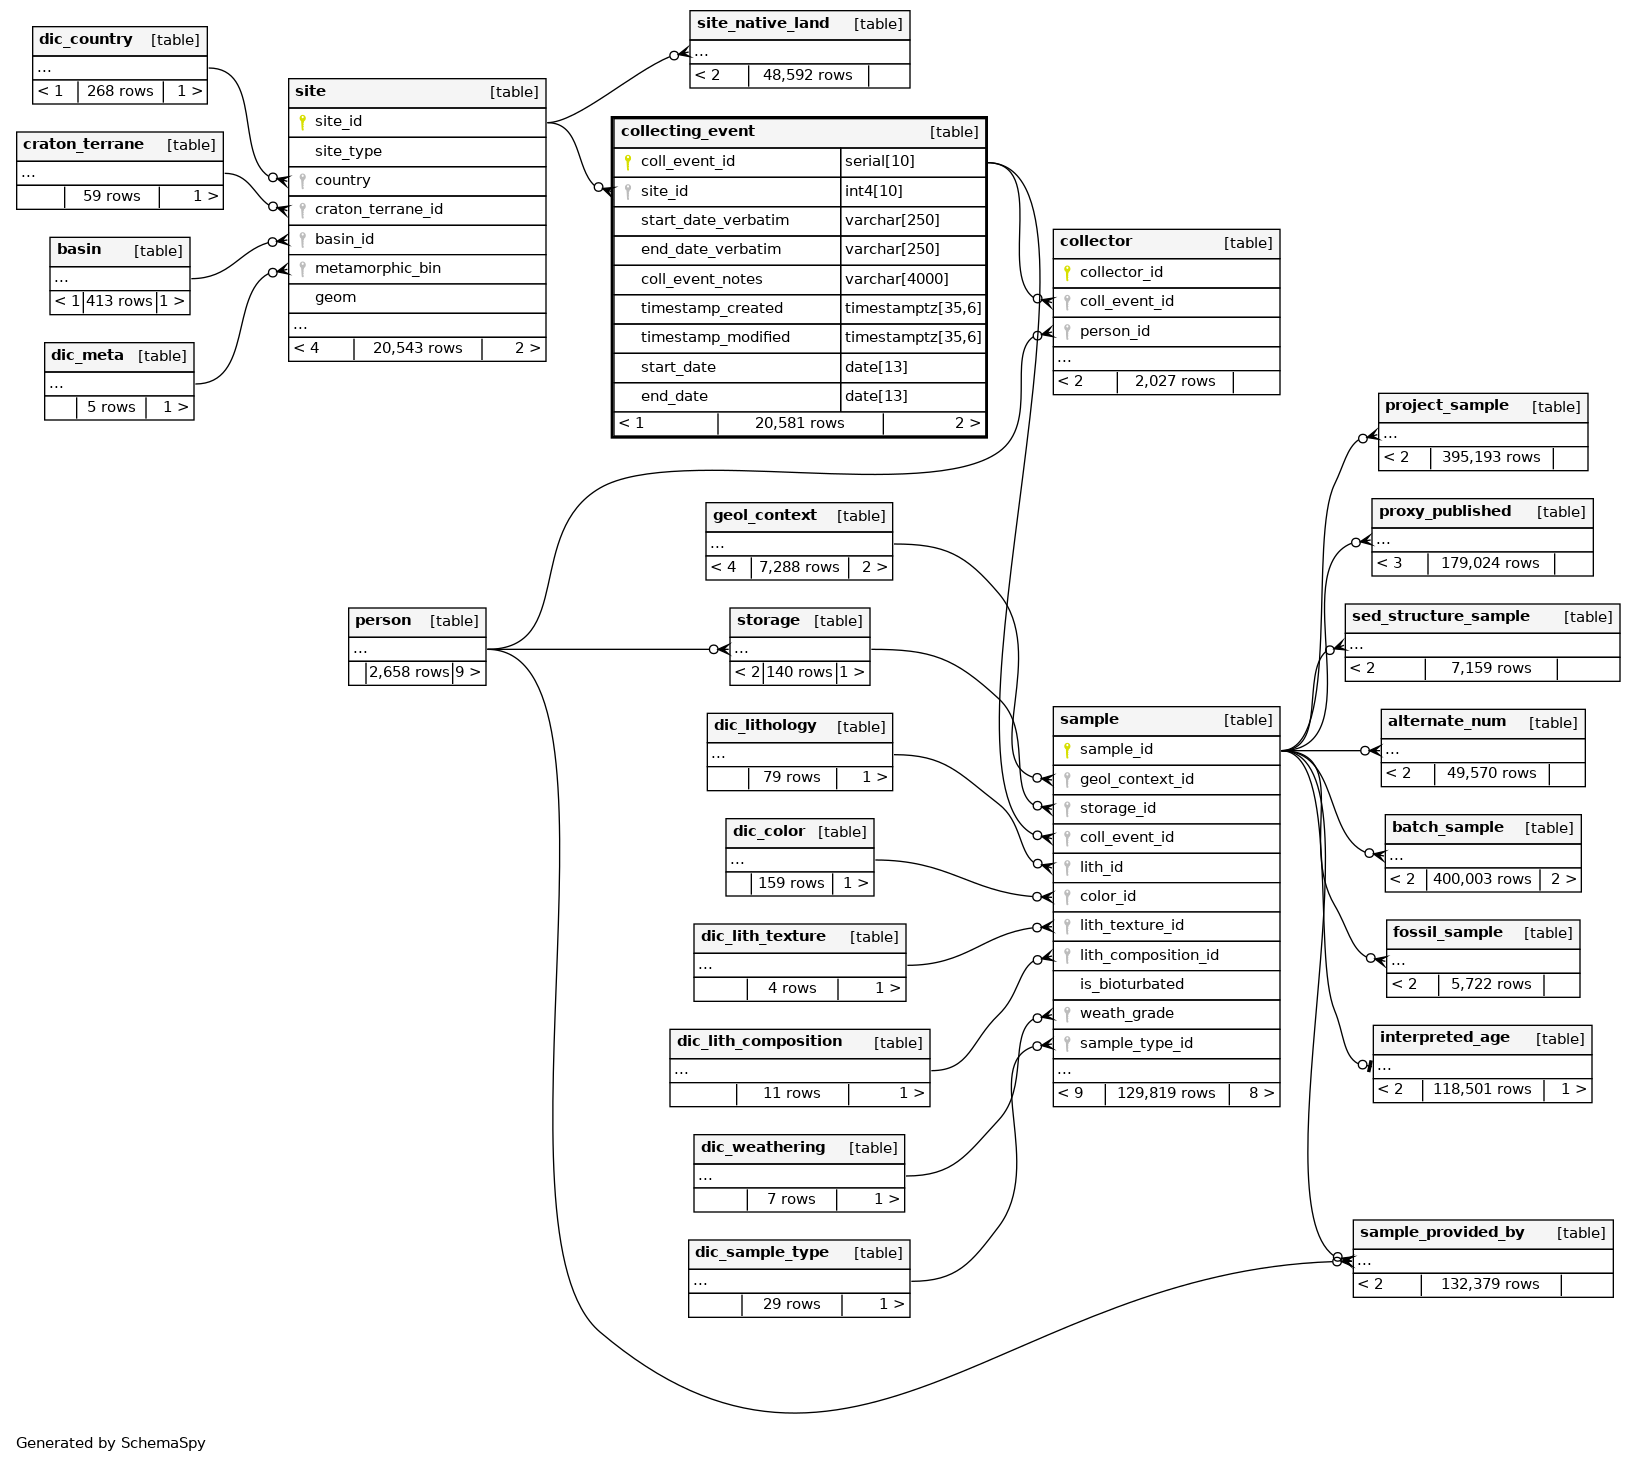 dic_country [table]
...
< 1 268 rows 1 >
craton_terrane [table]
...
59 rows 1 >
basin [table]
...
< 1 413 rows 1 >
dic_meta [table]
...
5 rows 1 >
site [table]
site_id
site_type
country
craton_terrane_id
basin_id
metamorphic_bin
geom
...
< 4 20,543 rows 2 >
site_native_land [table]
...
< 2 48,592 rows
collecting_event [table]
coll_event_id serial[10]
site_id int4[10]
start_date_verbatim varchar[250]
end_date_verbatim varchar[250]
coll_event_notes varchar[4000]
timestamp_created timestamptz[35,6]
timestamp_modified timestamptz[35,6]
start_date date[13]
end_date date[13]
< 1 20,581 rows 2 >
collector [table]
collector_id
coll_event_id
person_id
...
< 2 2,027 rows
person [table]
...
2,658 rows 9 >
geol_context [table]
...
< 4 7,288 rows 2 >
storage [table]
...
< 2 140 rows 1 >
dic_lithology [table]
...
79 rows 1 >
dic_color [table]
...
159 rows 1 >
dic_lith_texture [table]
...
4 rows 1 >
dic_lith_composition [table]
...
11 rows 1 >
dic_weathering [table]
...
7 rows 1 >
dic_sample_type [table]
...
29 rows 1 >
sample [table]
sample_id
geol_context_id
storage_id
coll_event_id
lith_id
color_id
lith_texture_id
lith_composition_id
is_bioturbated
weath_grade
sample_type_id
...
< 9 129,819 rows 8 >
project_sample [table]
...
< 2 395,193 rows
proxy_published [table]
...
< 3 179,024 rows
sed_structure_sample [table]
...
< 2 7,159 rows
alternate_num [table]
...
< 2 49,570 rows
batch_sample [table]
...
< 2 400,003 rows 2 >
fossil_sample [table]
...
< 2 5,722 rows
interpreted_age [table]
...
< 2 118,501 rows 1 >
sample_provided_by [table]
...
< 2 132,379 rows
Generated by SchemaSpy